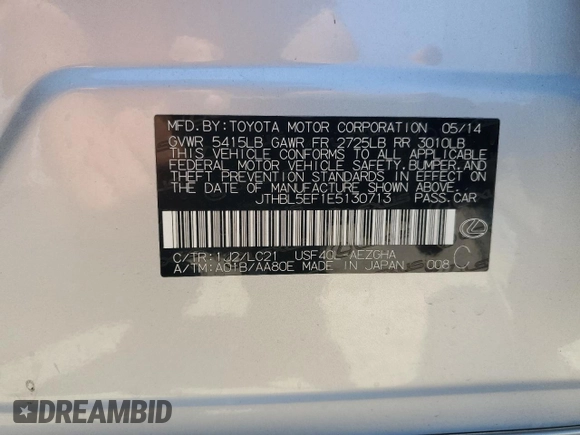 MFD. BY: TOYOTA MOTOR CORPORATION 05/14
GVWR 5415LB GAWR FR 2725LB RR 3010LB
THIS VEHICLE CONFORMS TO ALL APPLICABLE
FEDERAL MOTOR VEHICLE SAFETY, BUMPER, AND
THEFT PREVENTION STANDARDS IN EFFECT ON
THE DATE OF MANUFACTURE SHOWN ABOVE.
JTHBL5EF1E5130713 PASS. CAR
C/TR: 1J2/LC21 USF40L-AEZGHA
A/TM: A01B/AA80E MADE IN JAPAN 008 C
DREAMBID